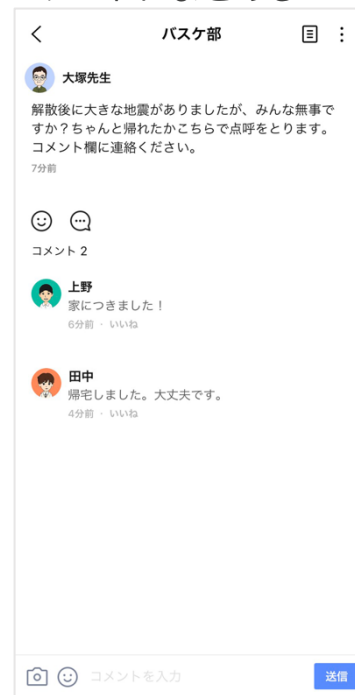 バスケ部
大塚先生
解散後に大きな地震がありましたが、みんな無事で
すか？ちゃんと帰れたかこちらで点呼をとります。
コメント欄に連絡ください。
7分前
コメント 2
上野
家につきました！
6分前 · いいね
田中
帰宅しました。大丈夫です。
4分前 · いいね
コメントを入力
送信